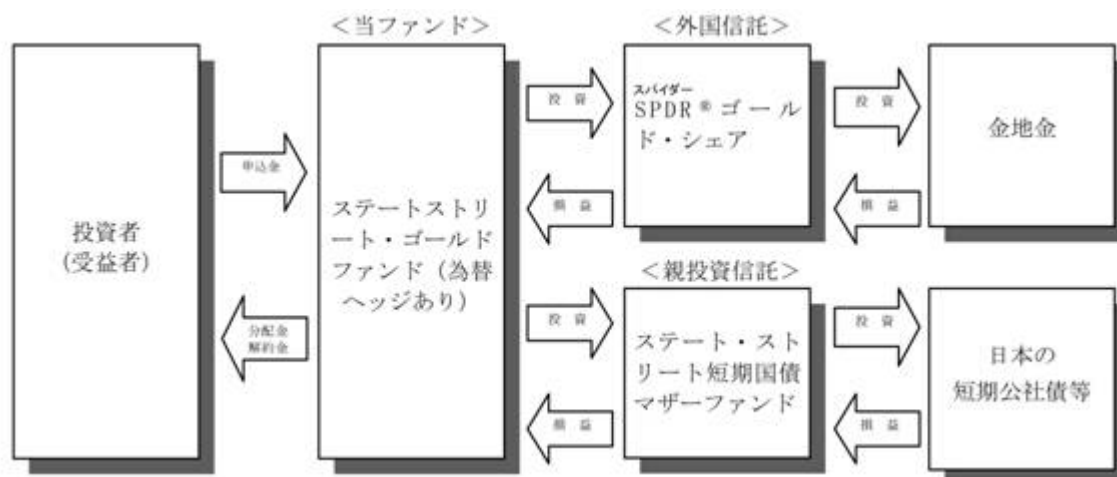 ＜当ファンド＞
＜外国信託＞
投資者
(受益者)
申込金
分配金
解約金
ステートストリ
ート・ゴールド
ファンド（為替
ヘッジあり）
投　資
損　益
スパイダー
SPDR®ゴール
ド・シェア
投　資
損　益
金地金
＜親投資信託＞
投　資
損　益
ステート・スト
リート短期国債
マザーファンド
投　資
損　益
日本の
短期公社債等